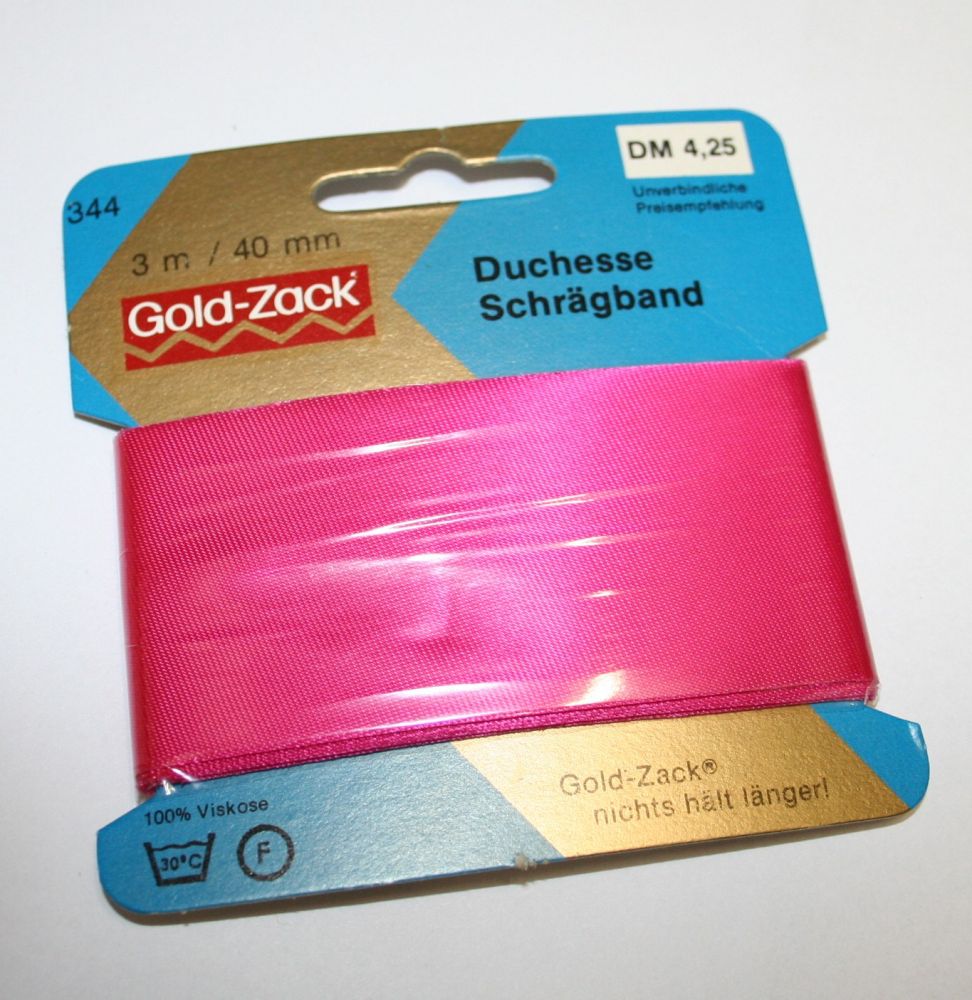 DM 4,25
Unverbindliche
Preisempfehlung
344
3 m / 40 mm
Gold-Zack
Duchesse
Schrägband
Gold-Zack®
nichts hält länger!
100% Viskose
30°C
F